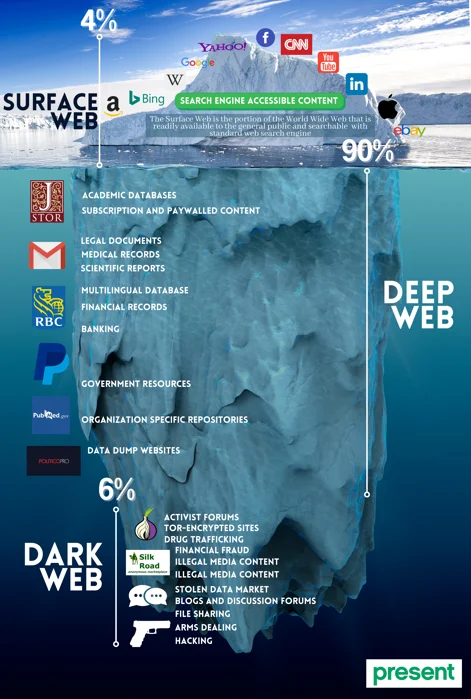 4%
YAHOO!
f
CNN
Google
You
Tube
W
in
SURFACE
WEB
a
Bing
SEARCH ENGINE ACCESSIBLE CONTENT
The Surface Web is the portion of the World Wide Web that is
readily available to the general public and searchable with
standard web search engine
ebay
90%
J
STOR
ACADEMIC DATABASES
SUBSCRIPTION AND PAYWALLED CONTENT
LEGAL DOCUMENTS
MEDICAL RECORDS
SCIENTIFIC REPORTS
MULTILINGUAL DATABASE
FINANCIAL RECORDS
RBC
BANKING
DEEP
WEB
GOVERNMENT RESOURCES
PubMed.gov
ORGANIZATION SPECIFIC REPOSITORIES
DATA DUMP WEBSITES
POLITICOPRO
6%
DARK
WEB
ACTIVIST FORUMS
TOR-ENCRYPTED SITES
DRUG TRAFFICKING
FINANCIAL FRAUD
Silk
Road
anonymous marketplace
ILLEGAL MEDIA CONTENT
ILLEGAL MEDIA CONTENT
STOLEN DATA MARKET
BLOGS AND DISCUSSION FORUMS
FILE SHARING
ARMS DEALING
HACKING
present